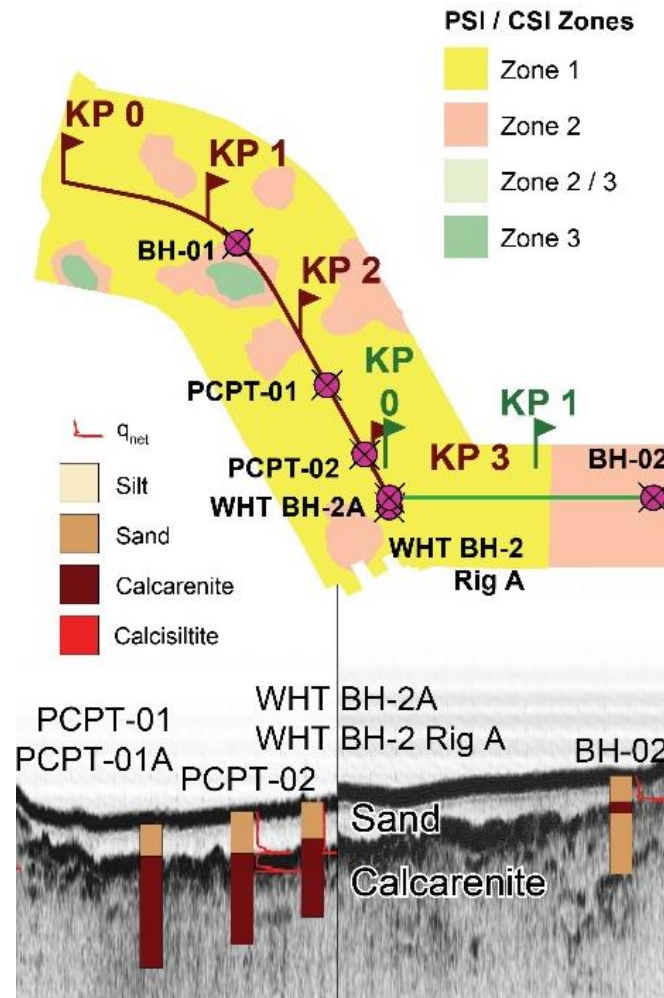 PSI / CSI Zones
Zone 1
Zone 2
Zone 2 / 3
Zone 3
KP 0
KP 1
BH-01
KP 2
PCPT-01
KP
0
KP 1
PCPT-02
KP 3
BH-02
WHT BH-2A
WHT BH-2
Rig A
qnet
Silt
Sand
Calcarenite
Calcisiltite
PCPT-01
PCPT-01A
PCPT-02
WHT BH-2A
WHT BH-2 Rig A
BH-02
Sand
Calcarenite